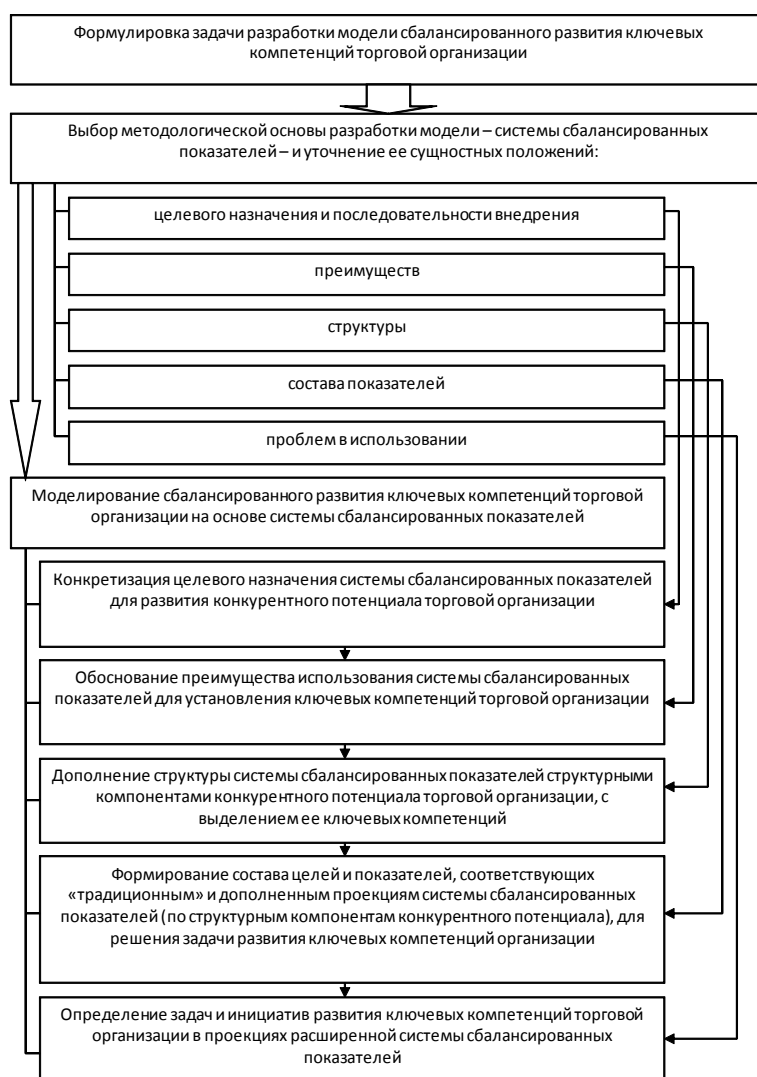 Формулировка задачи разработки модели сбалансированного развития ключевых
компетенций торговой организации
Выбор методологической основы разработки модели – системы сбалансированных
показателей – и уточнение ее сущностных положений:
целевого назначения и последовательности внедрения
преимуществ
структуры
состава показателей
проблем в использовании
Моделирование сбалансированного развития ключевых компетенций торговой
организации на основе системы сбалансированных показателей
Конкретизация целевого назначения системы сбалансированных показателей
для развития конкурентного потенциала торговой организации
Обоснование преимущества использования системы сбалансированных
показателей для установления ключевых компетенций торговой организации
Дополнение структуры системы сбалансированных показателей структурными
компонентами конкурентного потенциала торговой организации, с
выделением ее ключевых компетенций
Формирование состава целей и показателей, соответствующих
«традиционным» и дополненным проекциям системы сбалансированных
показателей (по структурным компонентам конкурентного потенциала), для
решения задачи развития ключевых компетенций организации
Определение задач и инициатив развития ключевых компетенций торговой
организации в проекциях расширенной системы сбалансированных
показателей